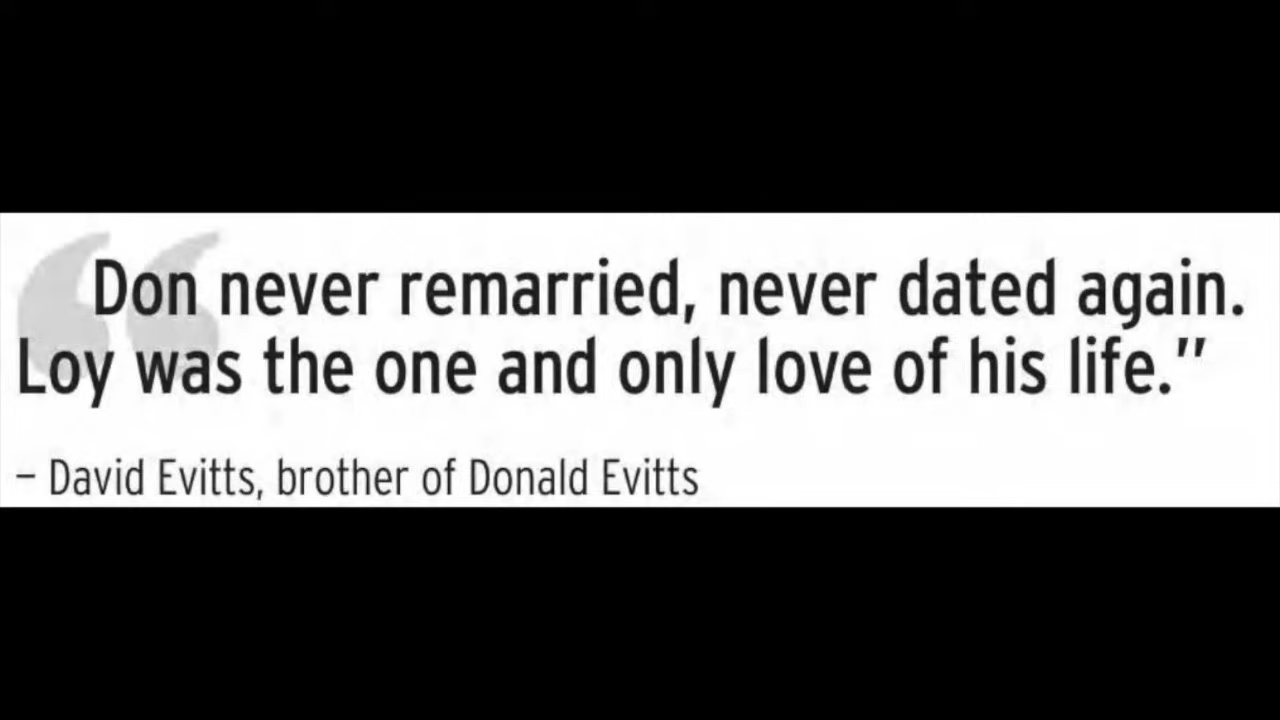 “Don never remarried, never dated again.
Loy was the one and only love of his life.”
– David Evitts, brother of Donald Evitts